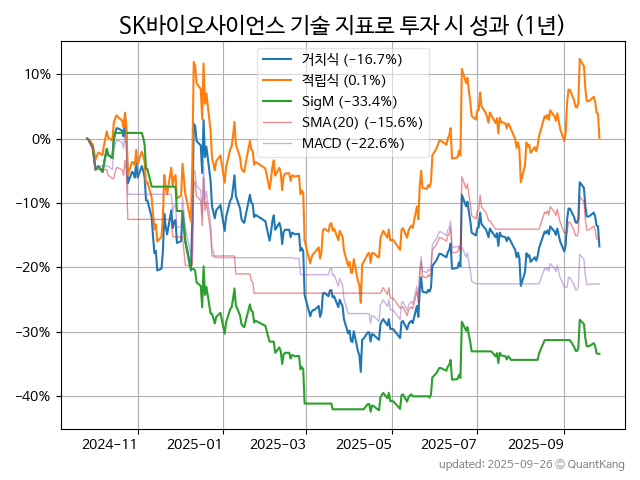 SK바이오사이언스 기술 지표로 투자 시 성과 (1년)
거치식 (-16.7%)
적립식 (0.1%)
SigM (-33.4%)
SMA(20) (-15.6%)
MACD (-22.6%)
10%
0%
-10%
-20%
-30%
-40%
2024-11
2025-01
2025-03
2025-05
2025-07
2025-09
updated: 2025-09-26 © QuantKang